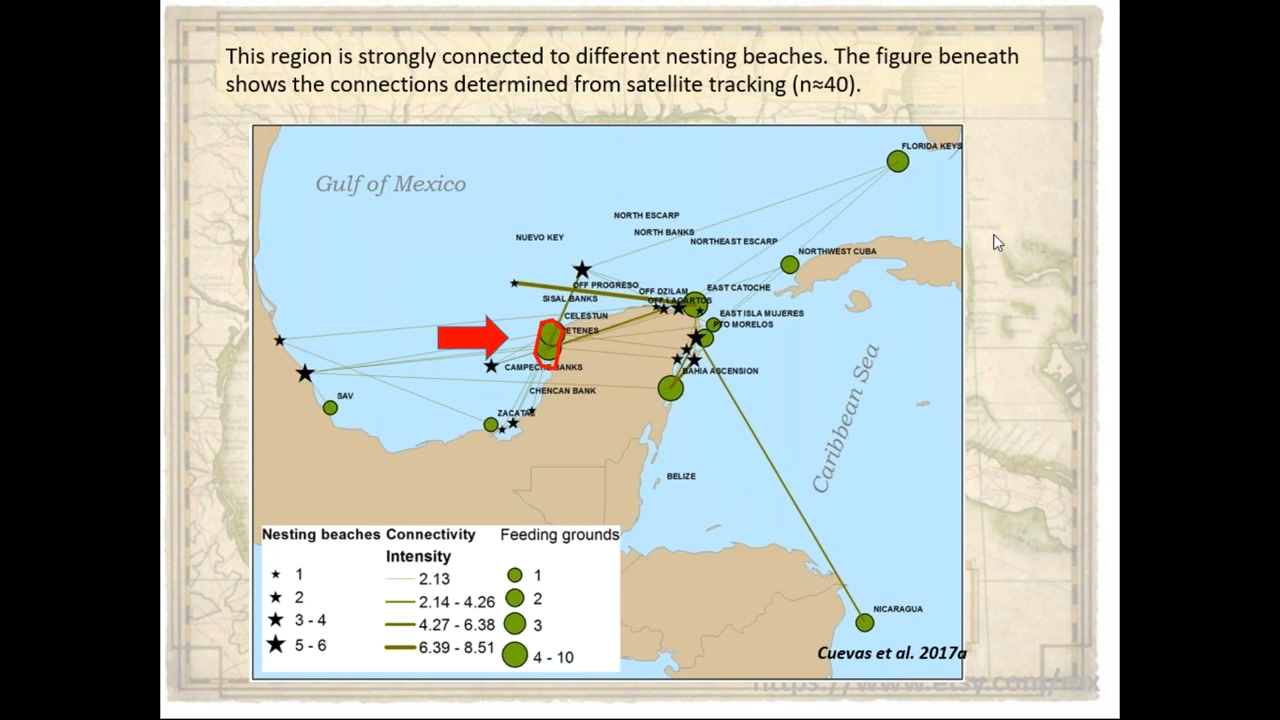 This region is strongly connected to different nesting beaches. The figure beneath
shows the connections determined from satellite tracking (n≈40).
FLORIDA KEYS
Gulf of Mexico
NORTH ESCARP
NORTH BANKS
NUEVO KEY
NORTHEAST ESCARP
NORTHWEST CUBA
OFF PROGRESO
OFF DZILAM
EAST CATOCHE
SISAL BANKS
OFF LAGARTOS
CELESTUN
EAST ISLA MUJERES
PTO MORELOS
PETENES
CAMPECHE BANKS
BAHIA ASCENSION
CHENCAN BANK
SAV
ZACATAL
Caribbean Sea
BELIZE
Nesting beaches
1
2
3 - 4
5 - 6
Connectivity
Intensity
2.13
2.14 - 4.26
4.27 - 6.38
6.39 - 8.51
Feeding grounds
1
2
3
4 - 10
NICARAGUA
Cuevas et al. 2017a